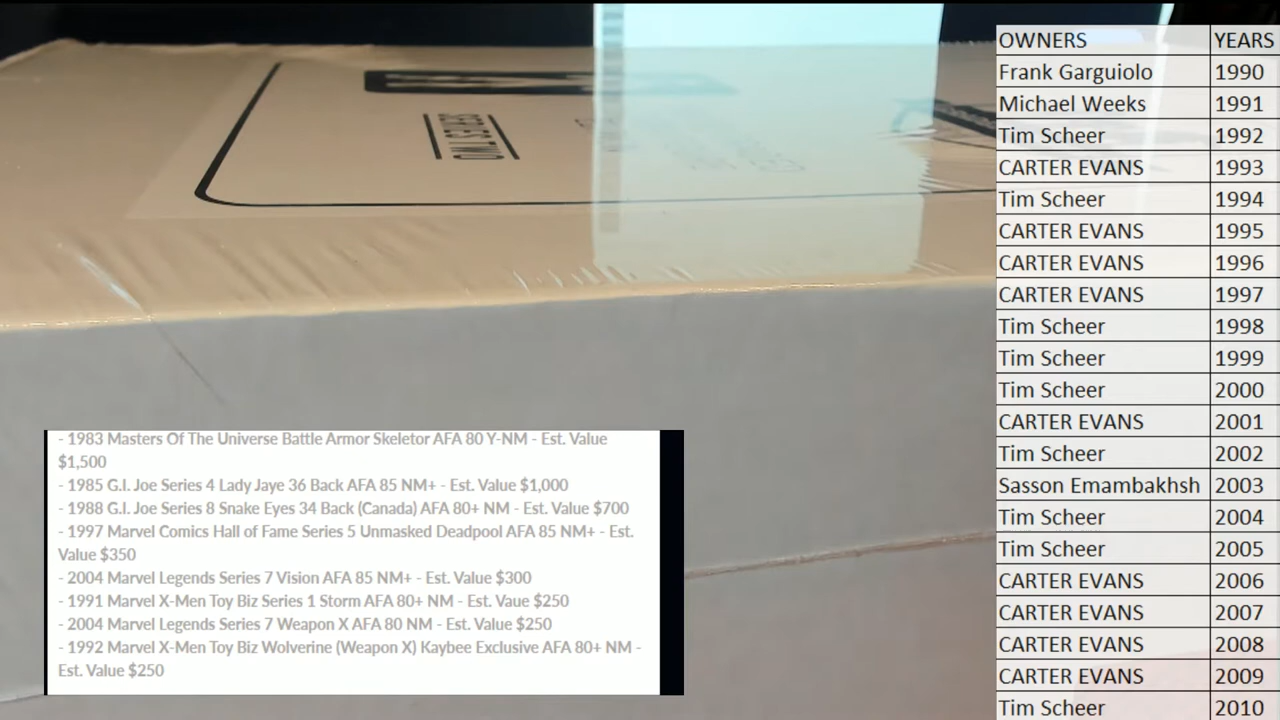 SERIES TWO
OWNERS YEARS
Frank Garguiolo 1990
Michael Weeks 1991
Tim Scheer 1992
CARTER EVANS 1993
Tim Scheer 1994
CARTER EVANS 1995
CARTER EVANS 1996
CARTER EVANS 1997
Tim Scheer 1998
Tim Scheer 1999
Tim Scheer 2000
CARTER EVANS 2001
Tim Scheer 2002
Sasson Emambakhsh 2003
Tim Scheer 2004
Tim Scheer 2005
CARTER EVANS 2006
CARTER EVANS 2007
CARTER EVANS 2008
CARTER EVANS 2009
Tim Scheer 2010
- 1983 Masters Of The Universe Battle Armor Skeletor AFA 80 Y-NM - Est. Value
$1,500
- 1985 G.I. Joe Series 4 Lady Jaye 36 Back AFA 85 NM+ - Est. Value $1,000
- 1988 G.I. Joe Series 8 Snake Eyes 34 Back (Canada) AFA 80+ NM - Est. Value $700
- 1997 Marvel Comics Hall of Fame Series 5 Unmasked Deadpool AFA 85 NM+ - Est.
Value $350
- 2004 Marvel Legends Series 7 Vision AFA 85 NM+ - Est. Value $300
- 1991 Marvel X-Men Toy Biz Series 1 Storm AFA 80+ NM - Est. Vaue $250
- 2004 Marvel Legends Series 7 Weapon X AFA 80 NM - Est. Value $250
- 1992 Marvel X-Men Toy Biz Wolverine (Weapon X) Kaybee Exclusive AFA 80+ NM -
Est. Value $250